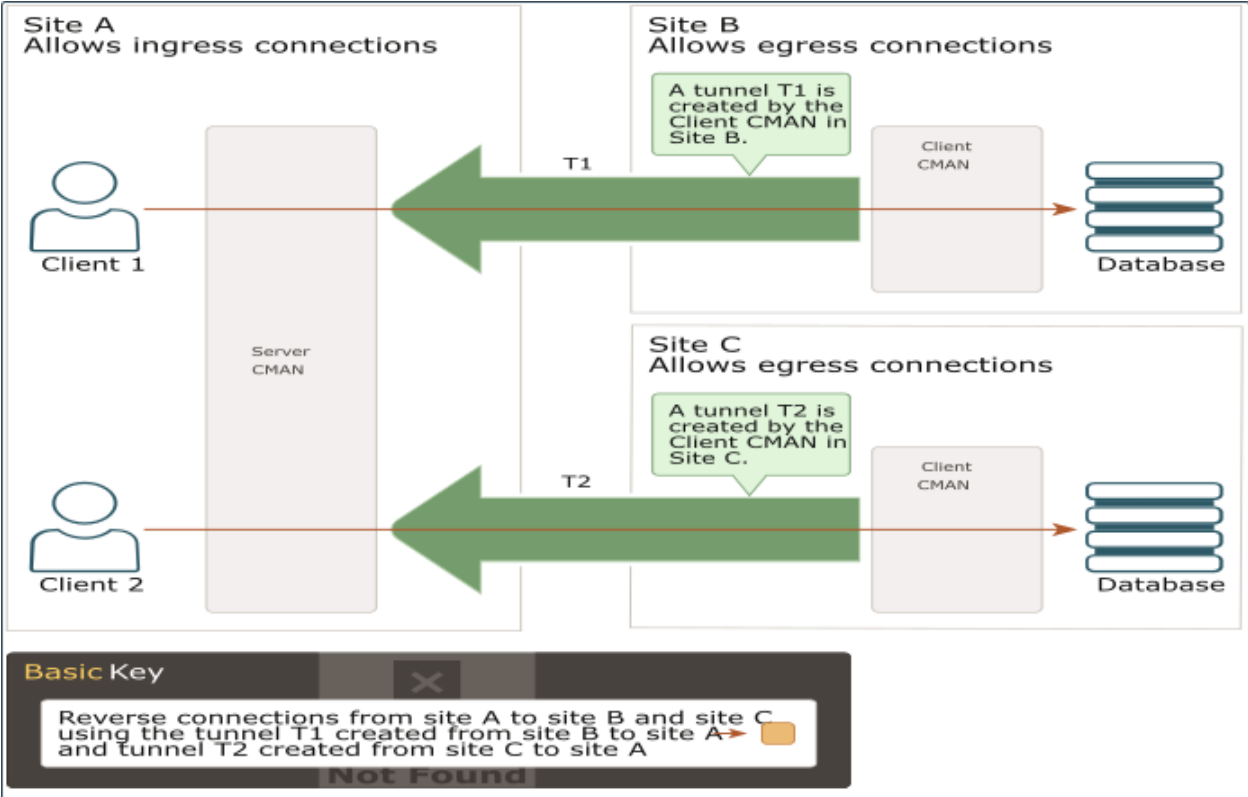 Site A
Allows ingress connections
Site B
Allows egress connections
A tunnel T1 is
created by the
Client CMAN in
Site B.
T1
Client
CMAN
Client 1
Database
Server
CMAN
Site C
Allows egress connections
A tunnel T2 is
created by the
Client CMAN in
Site C.
T2
Client
CMAN
Client 2
Database
Basic Key
Reverse connections from site A to site B and site C
using the tunnel T1 created from site B to site A
and tunnel T2 created from site C to site A
Not Found